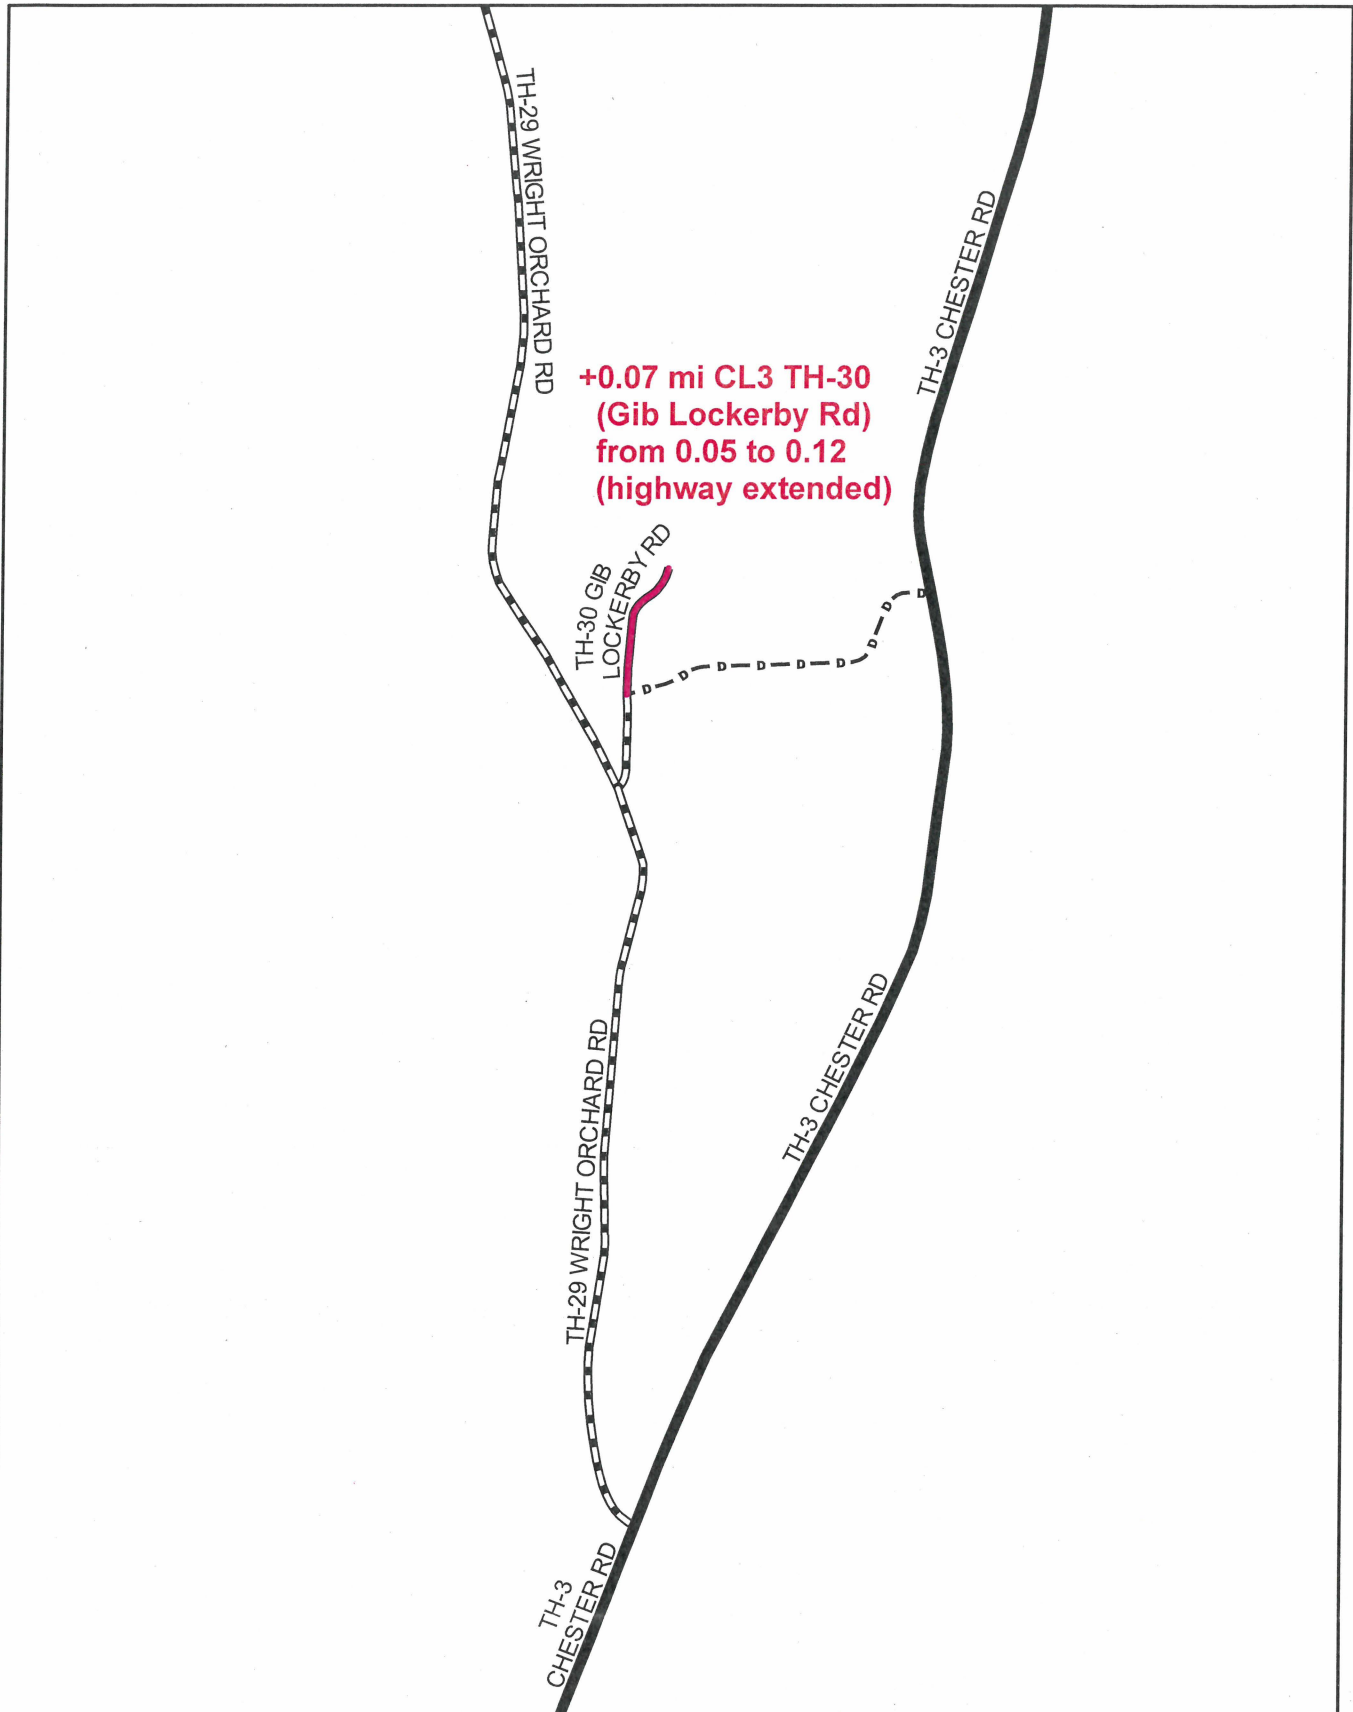 TH-29 WRIGHT ORCHARD RD
TH-3 CHESTER RD
+0.07 mi CL3 TH-30
(Gib Lockerby Rd)
from 0.05 to 0.12
(highway extended)
TH-30 GIB
LOCKERBY RD
D
D
D
D
D
D
D
D
D
TH-3 CHESTER RD
TH-29 WRIGHT ORCHARD RD
TH-3
CHESTER RD